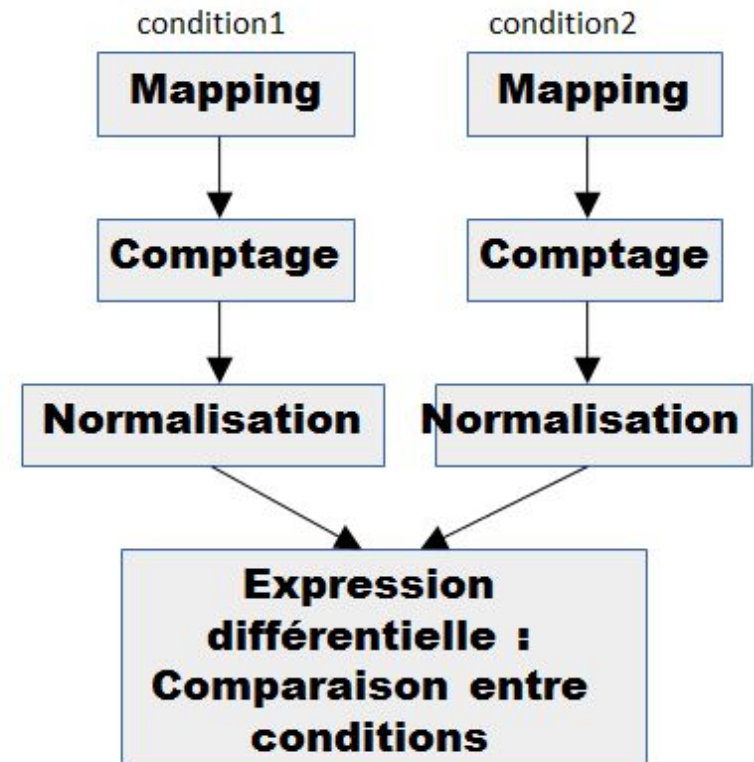 condition1 condition2
Mapping Mapping
Comptage Comptage
Normalisation Normalisation
Expression
différentielle :
Comparaison entre
conditions